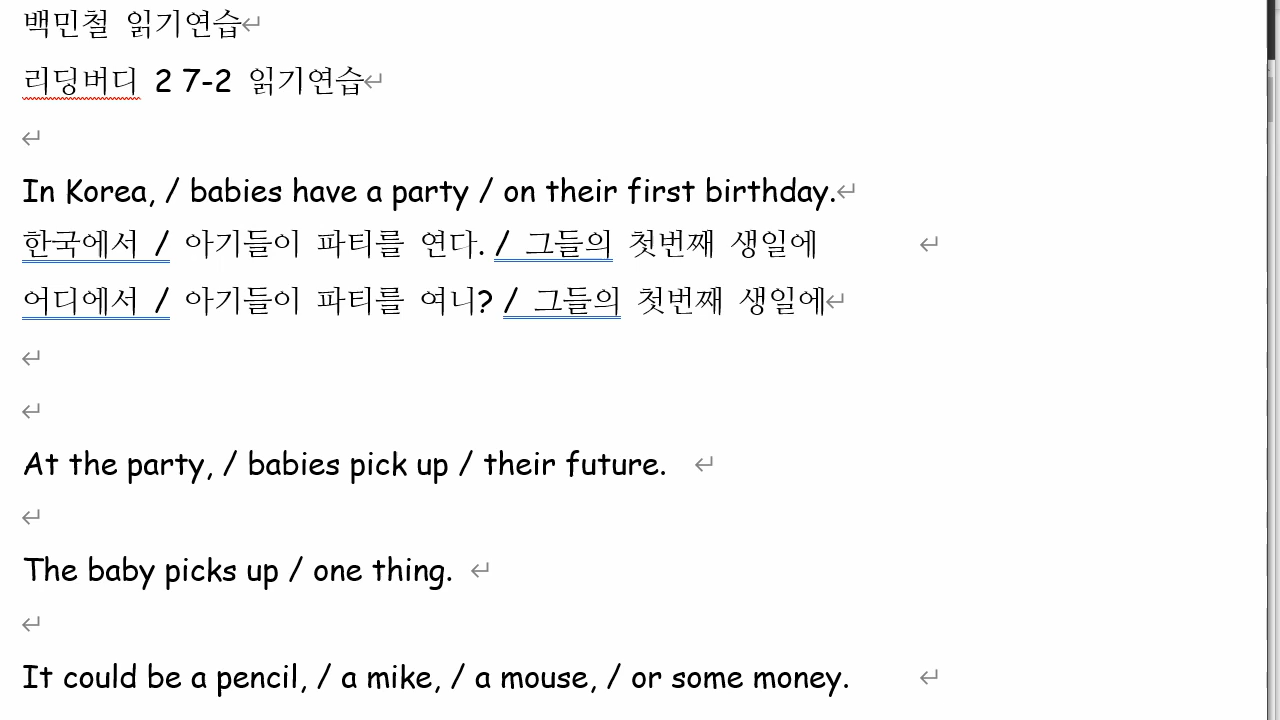 백민철 읽기연습
리딩버디 2 7-2 읽기연습
In Korea, / babies have a party / on their first birthday.
한국에서 / 아기들이 파티를 연다. / 그들의 첫번째 생일에
어디에서 / 아기들이 파티를 여니? / 그들의 첫번째 생일에
At the party, / babies pick up / their future.
The baby picks up / one thing.
It could be a pencil, / a mike, / a mouse, / or some money.